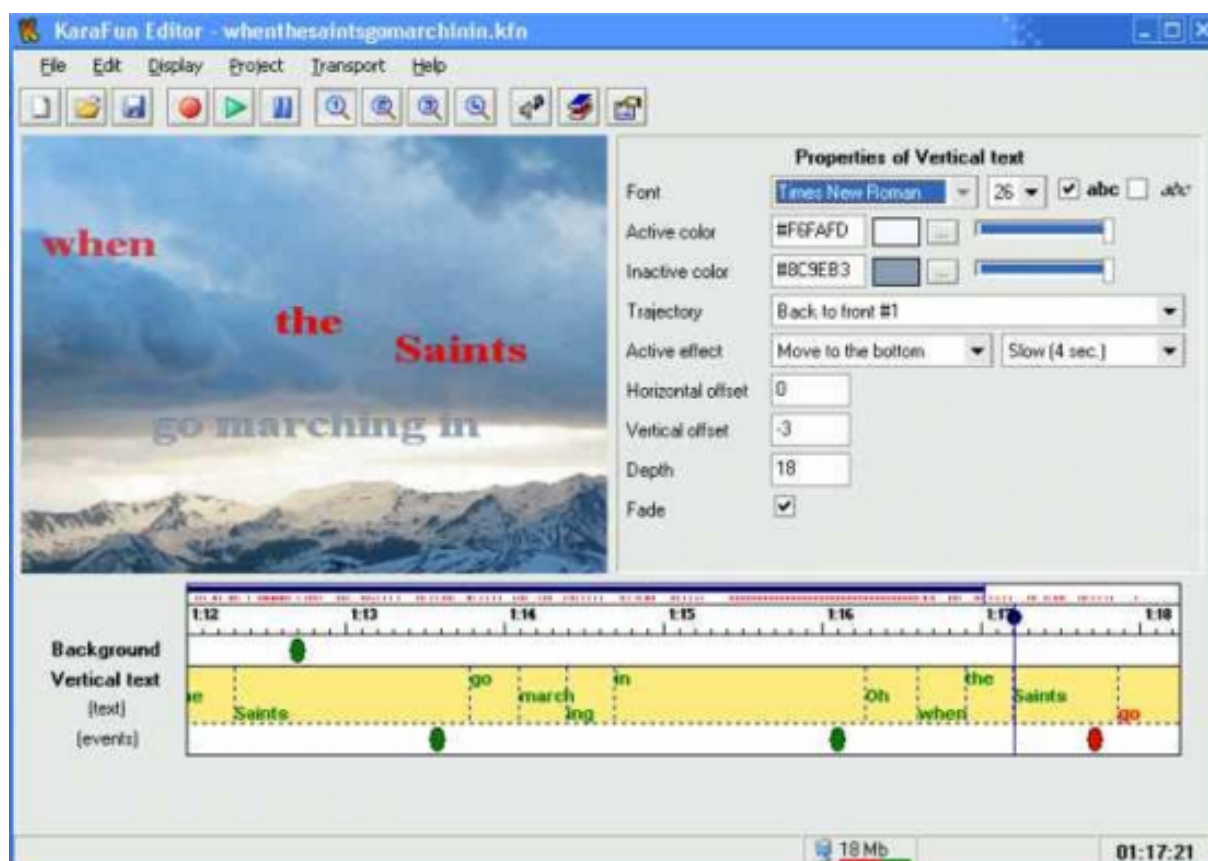 KaraFun Editor - whenthesaintsgomarchinin.kfn
File Edit Display Project Transport Help
when
the
Saints
go marching in
Properties of Vertical text
Font Times New Roman 26 abc abc
Active color #F6FAFD ...
Inactive color #8C9EB3 ...
Trajectory Back to front #1
Active effect Move to the bottom Slow (4 sec.)
Horizontal offset 0
Vertical offset -3
Depth 18
Fade
1:12 1:13 1:14 1:15 1:16 1:17 1:18
Background
Vertical text go in the
(text) march Oh Saints
Saints ing when go
(events)
18 Mb 01:17:21